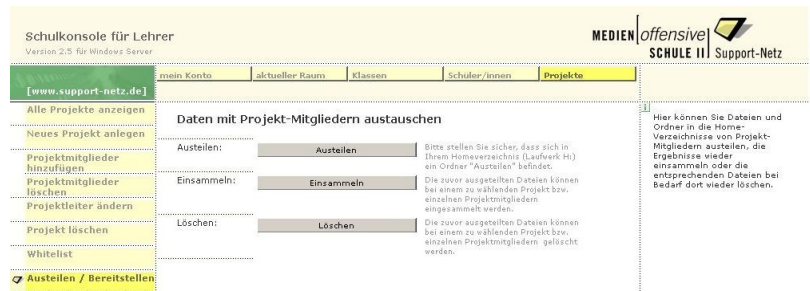 Schulkonsole für Lehrer
Version 2.5 für Windows Server
MEDIEN offensive
SCHULE II Support-Netz
[www.support-netz.de]
mein Konto aktueller Raum Klassen Schüler/innen Projekte
Alle Projekte anzeigen
Neues Projekt anlegen
Projektmitglieder
hinzufügen
Projektmitglieder
löschen
Projektleiter ändern
Projekt löschen
Whitelist
Austeilen / Bereitstellen
Daten mit Projekt-Mitgliedern austauschen
Austeilen:
Austeilen
Bitte stellen Sie sicher, dass sich in
Ihrem Homeverzeichnis (Laufwerk H:)
ein Ordner "Austeilen" befindet.
Einsammeln:
Einsammeln
Die zuvor ausgeteilten Dateien können
bei einem zu wählenden Projekt bzw.
einzelnen Projektmitgliedern
eingesammelt werden.
Löschen:
Löschen
Die zuvor ausgeteilten Dateien können
bei einem zu wählenden Projekt bzw.
einzelnen Projektmitgliedern gelöscht
werden.
i
Hier können Sie Dateien und
Ordner in die Home-
Verzeichnisse von Projekt-
Mitgliedern austeilen, die
Ergebnisse wieder
einsammeln oder die
entsprechenden Dateien bei
Bedarf dort wieder löschen.